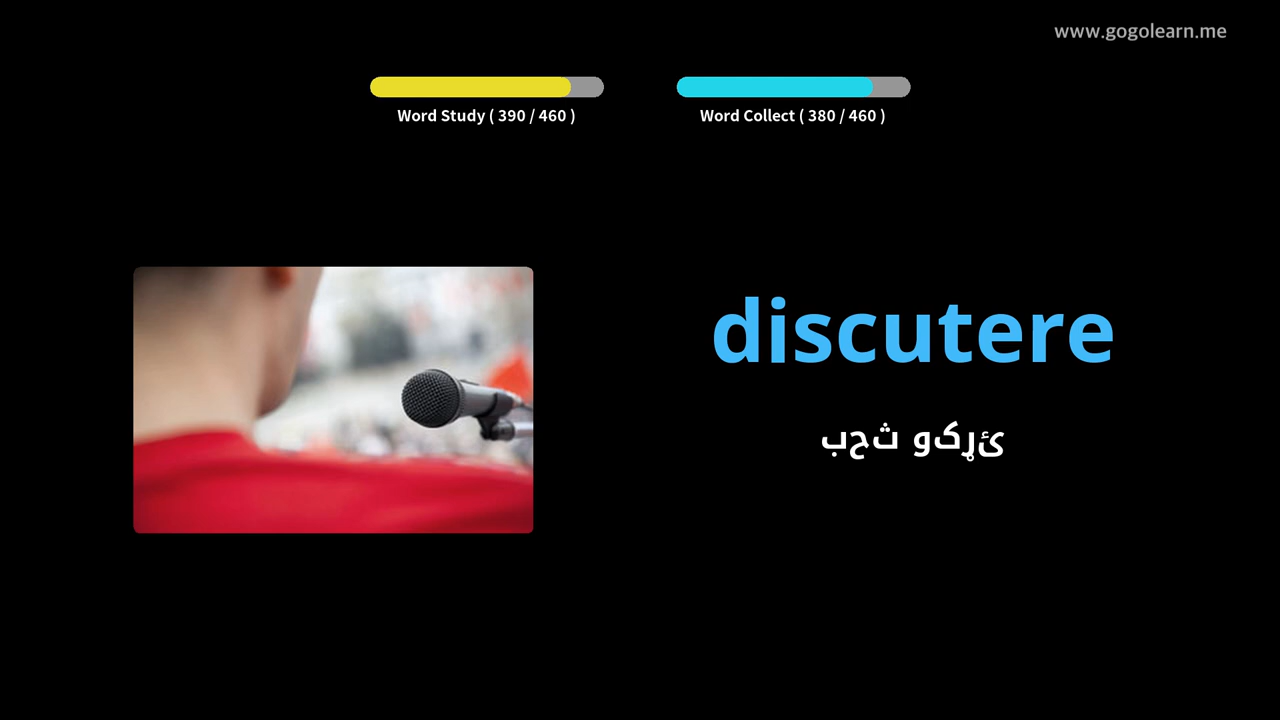 www.gogolearn.me
Word Study ( 390 / 460 )
Word Collect ( 380 / 460 )
discutere
بحث وکړئ